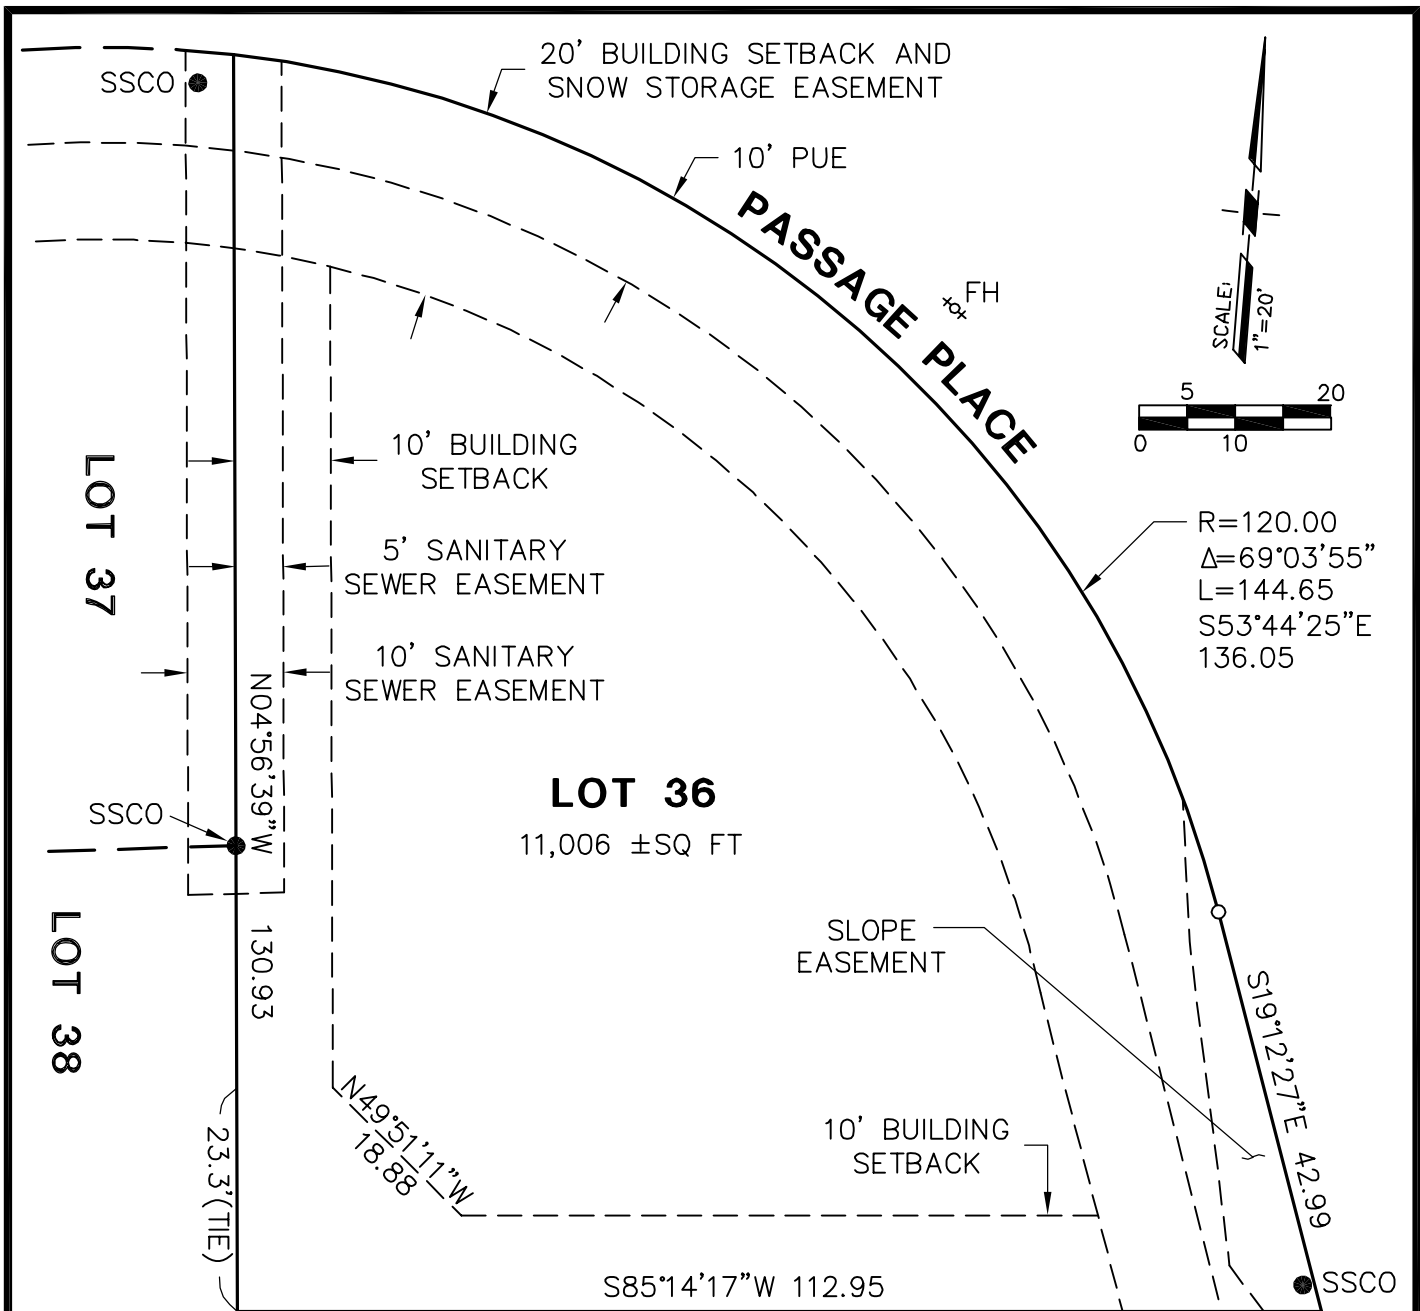 20' BUILDING SETBACK AND
SNOW STORAGE EASEMENT
SSCO
10' PUE
PASSAGE PLACE
FH
SCALE:
1"=20'
5 20
0 10
10' BUILDING
SETBACK
LOT 37
5' SANITARY
SEWER EASEMENT
10' SANITARY
SEWER EASEMENT
R=120.00
Δ=69°03'55"
L=144.65
S53°44'25"E
136.05
N04°56'39"W
130.93
LOT 36
11,006 ±SQ FT
SSCO
LOT 38
SLOPE
EASEMENT
S19°12'27"E 42.99
23.3'(TIE)
N49°51'11"W
18.88
10' BUILDING
SETBACK
S85°14'17"W 112.95
SSCO